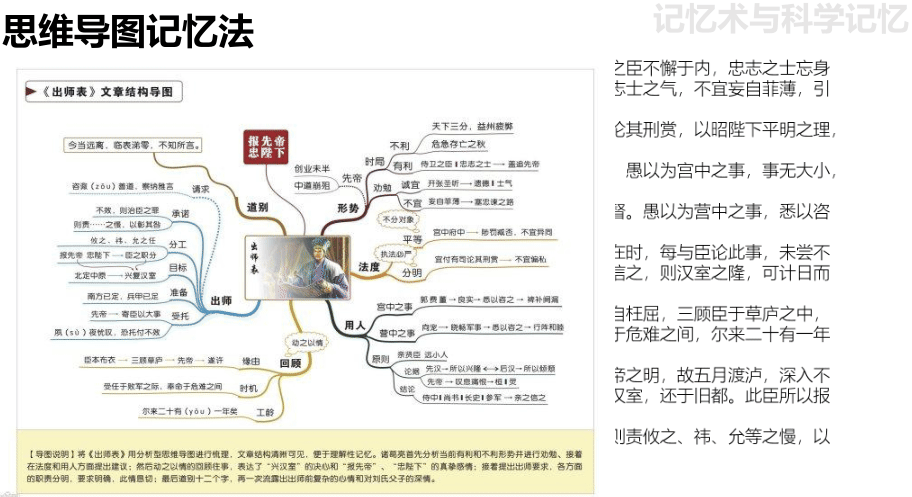 记忆术与科学记忆
思维导图记忆法
《出师表》文章结构导图
报先帝
忠陛下
出师表
形势
先帝
创业未半
中道崩殂
时局
不利
天下三分，益州疲弊
危急存亡之秋
有利
侍卫之臣 忠志之士 → 盖追先帝
劝勉
诚宜
开张圣听 → 遗德 士气
不宜
妄自菲薄 → 塞忠谏之路
法度
不分对象
平等
宫中府中 → 陟罚臧否，不宜异同
执法必严
分明
宜付有司论其刑赏 → 不宜偏私
用人
宫中之事
郭 费 董 → 良实 → 悉以咨之 → 裨补阙漏
营中之事
向宠 → 晓畅军事 → 悉以咨之 → 行阵和睦
原则
亲贤臣 远小人
论据
先汉 → 所以兴隆 ↔ 后汉 → 所以倾颓
先帝 → 叹息痛恨 → 桓 灵
结论
侍中 尚书 长史 参军 → 亲之信之
回顾
动之以情
缘由
臣本布衣 → 三顾草庐 → 先帝 → 遂许
时机
受任于败军之际，奉命于危难之间
工龄
尔来二十有（yòu）一年矣
出师
请求
咨诹（zōu）善道，察纳雅言
承诺
不效，则治臣之罪
则责……之慢，以彰其咎
分工
攸之、祎、允之任
报先帝 忠陛下 → 臣之职分
目标
北定中原 → 兴复汉室
准备
南方已定，兵甲已足
受托
先帝 → 寄臣以大事
夙（sù）夜忧叹，恐托付不效
道别
今当远离，临表涕零，不知所言。
【导图说明】将《出师表》用分析型思维导图进行梳理，文章结构清晰可见，便于理解性记忆。诸葛亮首先分析当前有利和不利形势并进行劝勉，接着
在法度和用人方面提出建议；然后动之以情的回顾往事，表达了“兴汉室”的决心和“报先帝”、“忠陛下”的真挚感情；接着提出出师要求，各方面
的职责分明，要求明确，此情恳切；最后道别十二个字，再一次流露出出师前复杂的心情和对刘氏父子的深情。
之臣不懈于内，忠志之士忘身
志士之气，不宜妄自菲薄，引
论其刑赏，以昭陛下平明之理，
愚以为宫中之事，事无大小，
督。愚以为营中之事，悉以咨
在时，每与臣论此事，未尝不
信之，则汉室之隆，可计日而
自枉屈，三顾臣于草庐之中，
于危难之间，尔来二十有一年
帝之明，故五月渡泸，深入不
汉室，还于旧都。此臣所以报
则责攸之、祎、允等之慢，以